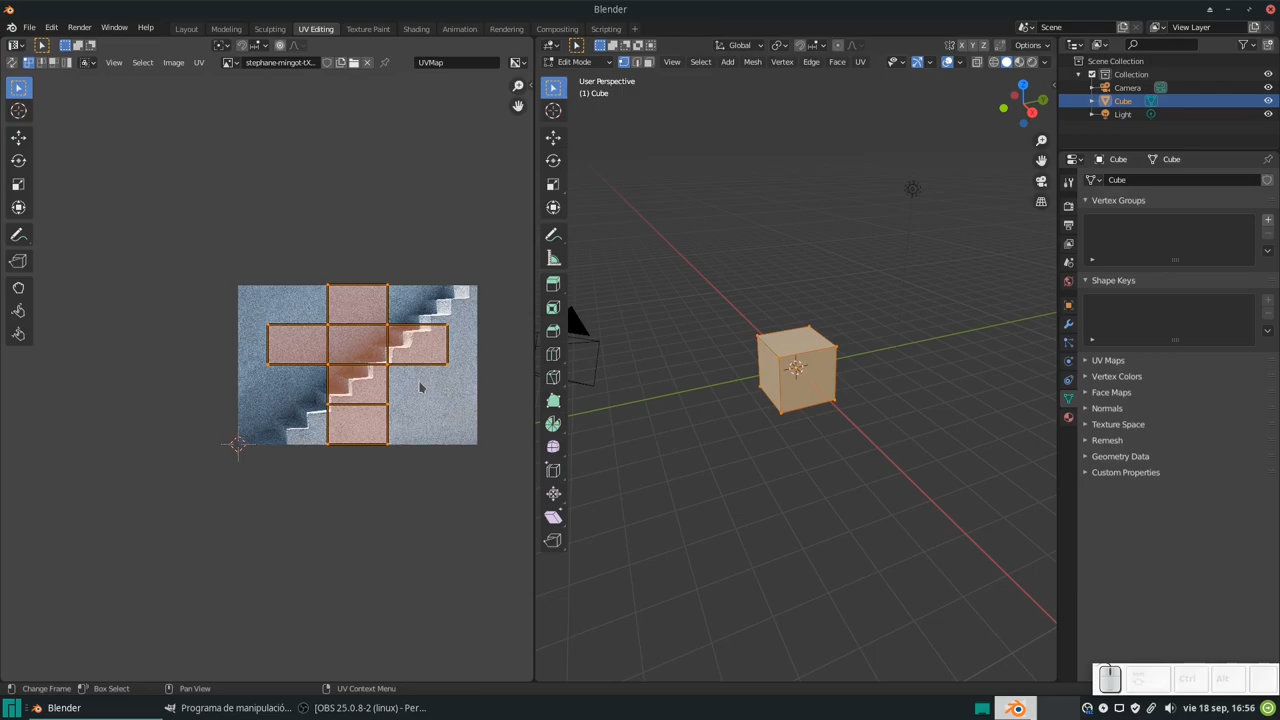 Blender
File Edit Render Window Help
Layout Modeling Sculpting UV Editing Texture Paint Shading Animation Rendering Compositing Scripting
Scene
View Layer
Global
Options
View Select Image UV
stephane-mingot-tX...
UVMap
Edit Mode
View Select Add Mesh Vertex Edge Face UV
User Perspective
(1) Cube
X Y Z
Scene Collection
Collection
Camera
Cube
Light
Cube Cube
Cube
Vertex Groups
Shape Keys
UV Maps
Vertex Colors
Face Maps
Normals
Texture Space
Remesh
Geometry Data
Custom Properties
Ctrl Alt
Change Frame Box Select Pan View UV Context Menu
Blender
Programa de manipulació...
[OBS 25.0.8-2 (linux) - Per...
vie 18 sep, 16:56